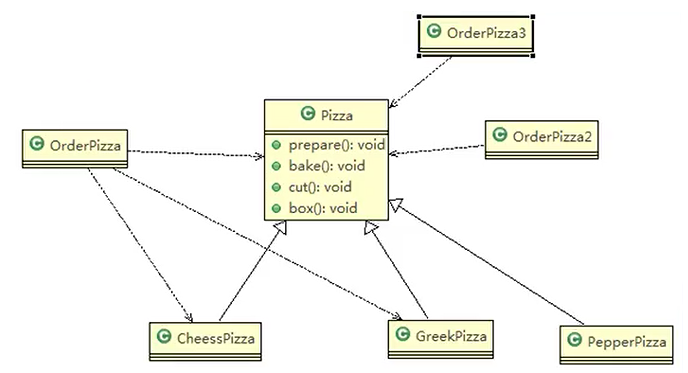 OrderPizza3
Pizza
prepare(): void
bake(): void
cut(): void
box(): void
OrderPizza
OrderPizza2
CheessPizza
GreekPizza
PepperPizza